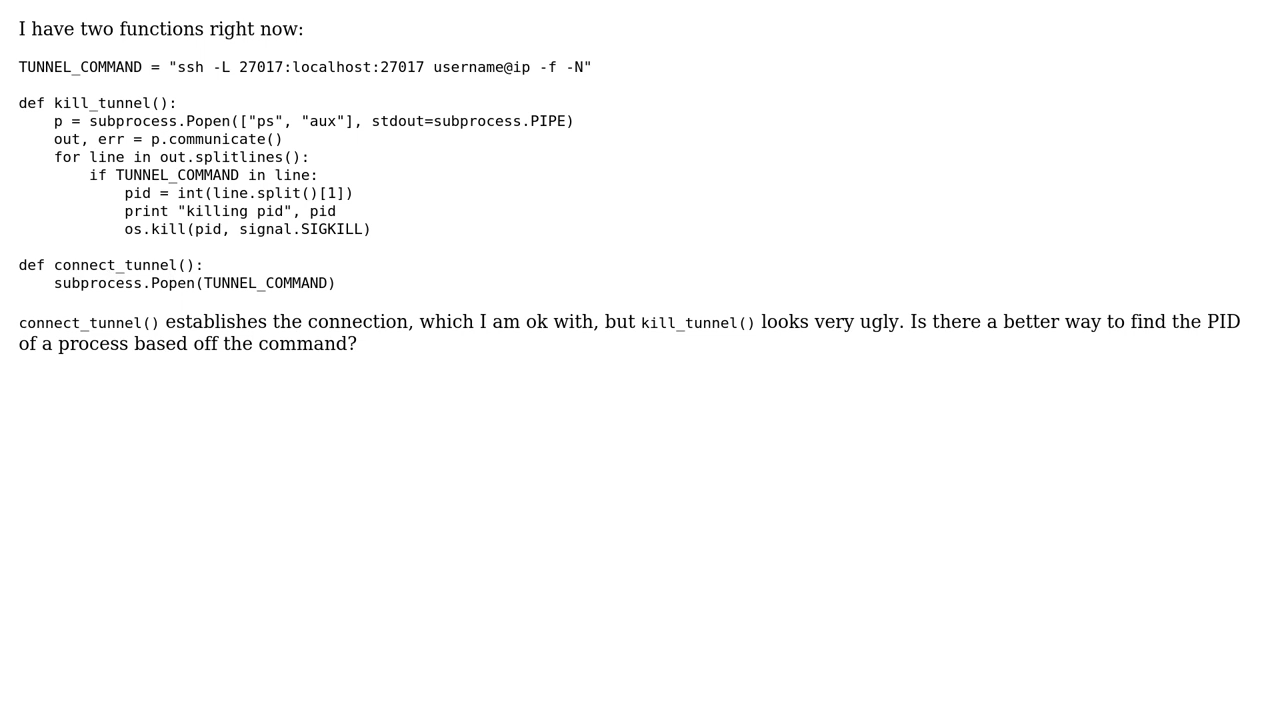 I have two functions right now:
TUNNEL_COMMAND = "ssh -L 27017:localhost:27017 username@ip -f -N"
def kill_tunnel():
    p = subprocess.Popen(["ps", "aux"], stdout=subprocess.PIPE)
    out, err = p.communicate()
    for line in out.splitlines():
        if TUNNEL_COMMAND in line:
            pid = int(line.split()[1])
            print "killing pid", pid
            os.kill(pid, signal.SIGKILL)
def connect_tunnel():
    subprocess.Popen(TUNNEL_COMMAND)
connect_tunnel() establishes the connection, which I am ok with, but kill_tunnel() looks very ugly. Is there a better way to find the PID
of a process based off the command?